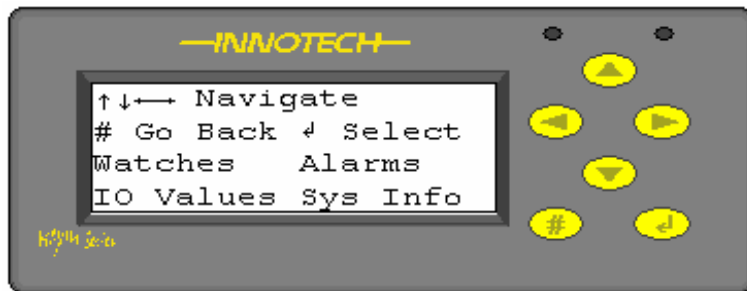 INNOTECH
↑↓←→ Navigate
# Go Back ↲ Select
Watches Alarms
IO Values Sys Info
#